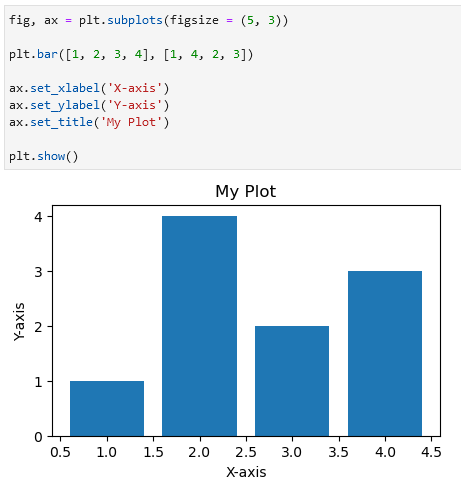 fig, ax = plt.subplots(figsize = (5, 3))
plt.bar([1, 2, 3, 4], [1, 4, 2, 3])
ax.set_xlabel('X-axis')
ax.set_ylabel('Y-axis')
ax.set_title('My Plot')
plt.show()
My Plot
4
3
2
1
0
Y-axis
0.5 1.0 1.5 2.0 2.5 3.0 3.5 4.0 4.5
X-axis